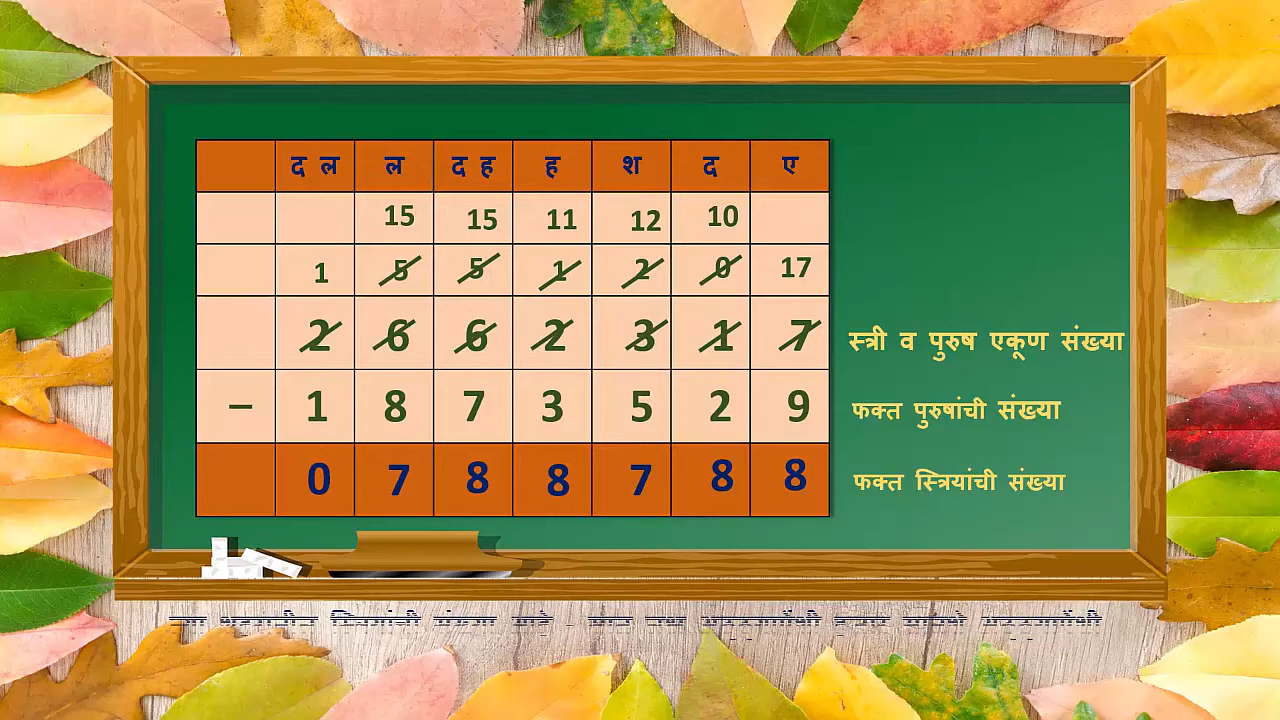 द ल ल द ह ह श द ए
15 15 11 12 10
1 5 5 1 2 0 17
2 6 6 2 3 1 7 स्त्री व पुरुष एकूण संख्या
– 1 8 7 3 5 2 9 फक्त पुरुषांची संख्या
0 7 8 8 7 8 8 फक्त स्त्रियांची संख्या